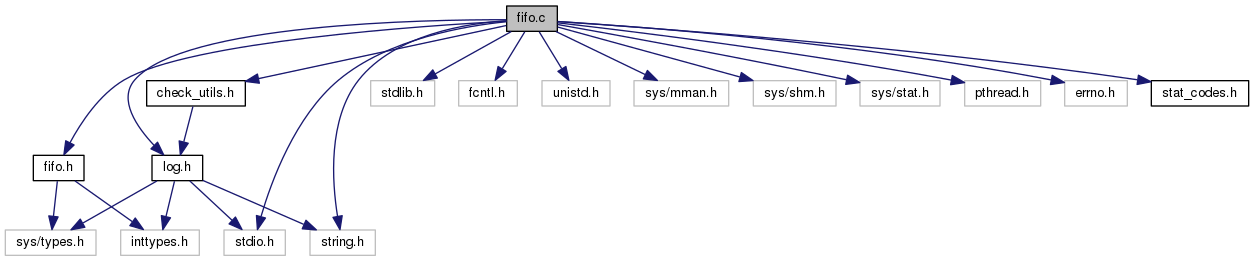 fifo.c
check_utils.h
stdlib.h
fcntl.h
unistd.h
sys/mman.h
sys/shm.h
sys/stat.h
pthread.h
errno.h
stat_codes.h
fifo.h
log.h
sys/types.h
inttypes.h
stdio.h
string.h